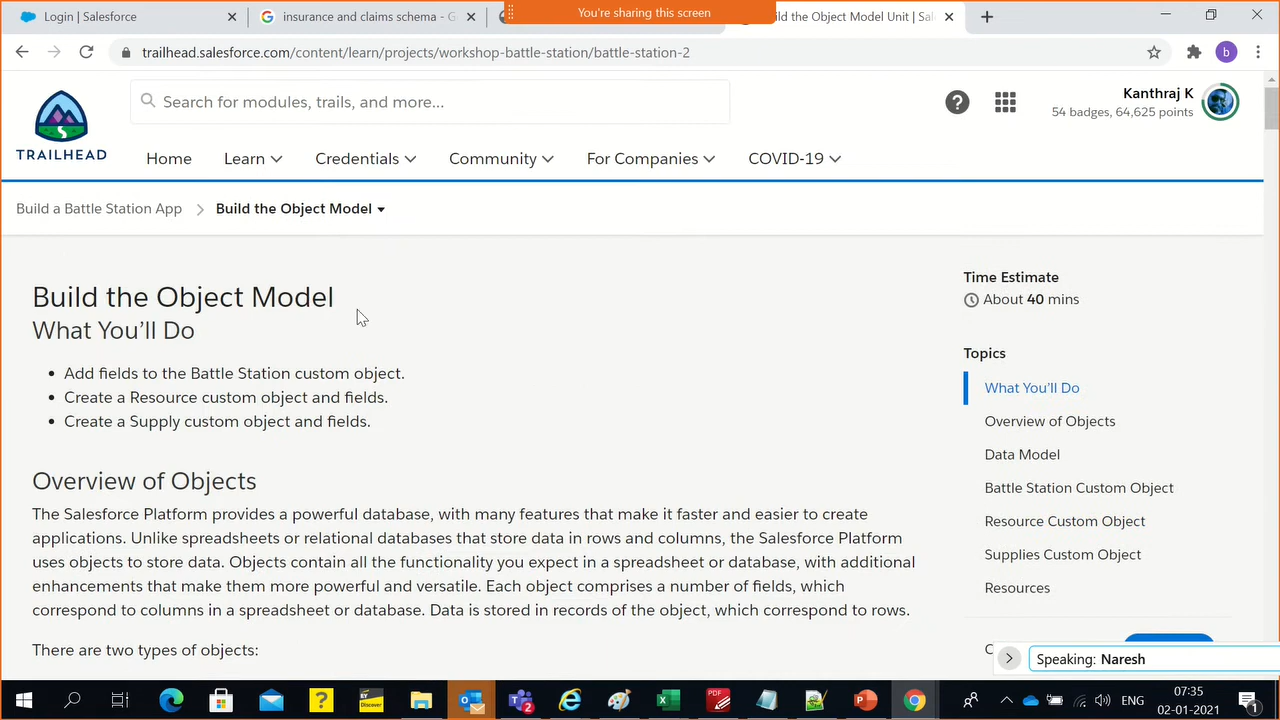 Login | Salesforce
insurance and claims schema - G
You're sharing this screen
ild the Object Model Unit | Sal
trailhead.salesforce.com/content/learn/projects/workshop-battle-station/battle-station-2
b
TRAILHEAD
Search for modules, trails, and more...
?
Kanthraj K
54 badges, 64,625 points
Home
Learn
Credentials
Community
For Companies
COVID-19
Build a Battle Station App
Build the Object Model
Build the Object Model
What You'll Do
• Add fields to the Battle Station custom object.
• Create a Resource custom object and fields.
• Create a Supply custom object and fields.
Overview of Objects
The Salesforce Platform provides a powerful database, with many features that make it faster and easier to create
applications. Unlike spreadsheets or relational databases that store data in rows and columns, the Salesforce Platform
uses objects to store data. Objects contain all the functionality you expect in a spreadsheet or database, with additional
enhancements that make them more powerful and versatile. Each object comprises a number of fields, which
correspond to columns in a spreadsheet or database. Data is stored in records of the object, which correspond to rows.
There are two types of objects:
Time Estimate
About 40 mins
Topics
What You'll Do
Overview of Objects
Data Model
Battle Station Custom Object
Resource Custom Object
Supplies Custom Object
Resources
Speaking: Naresh
EY
Discover
PDF
ENG
07:35
02-01-2021